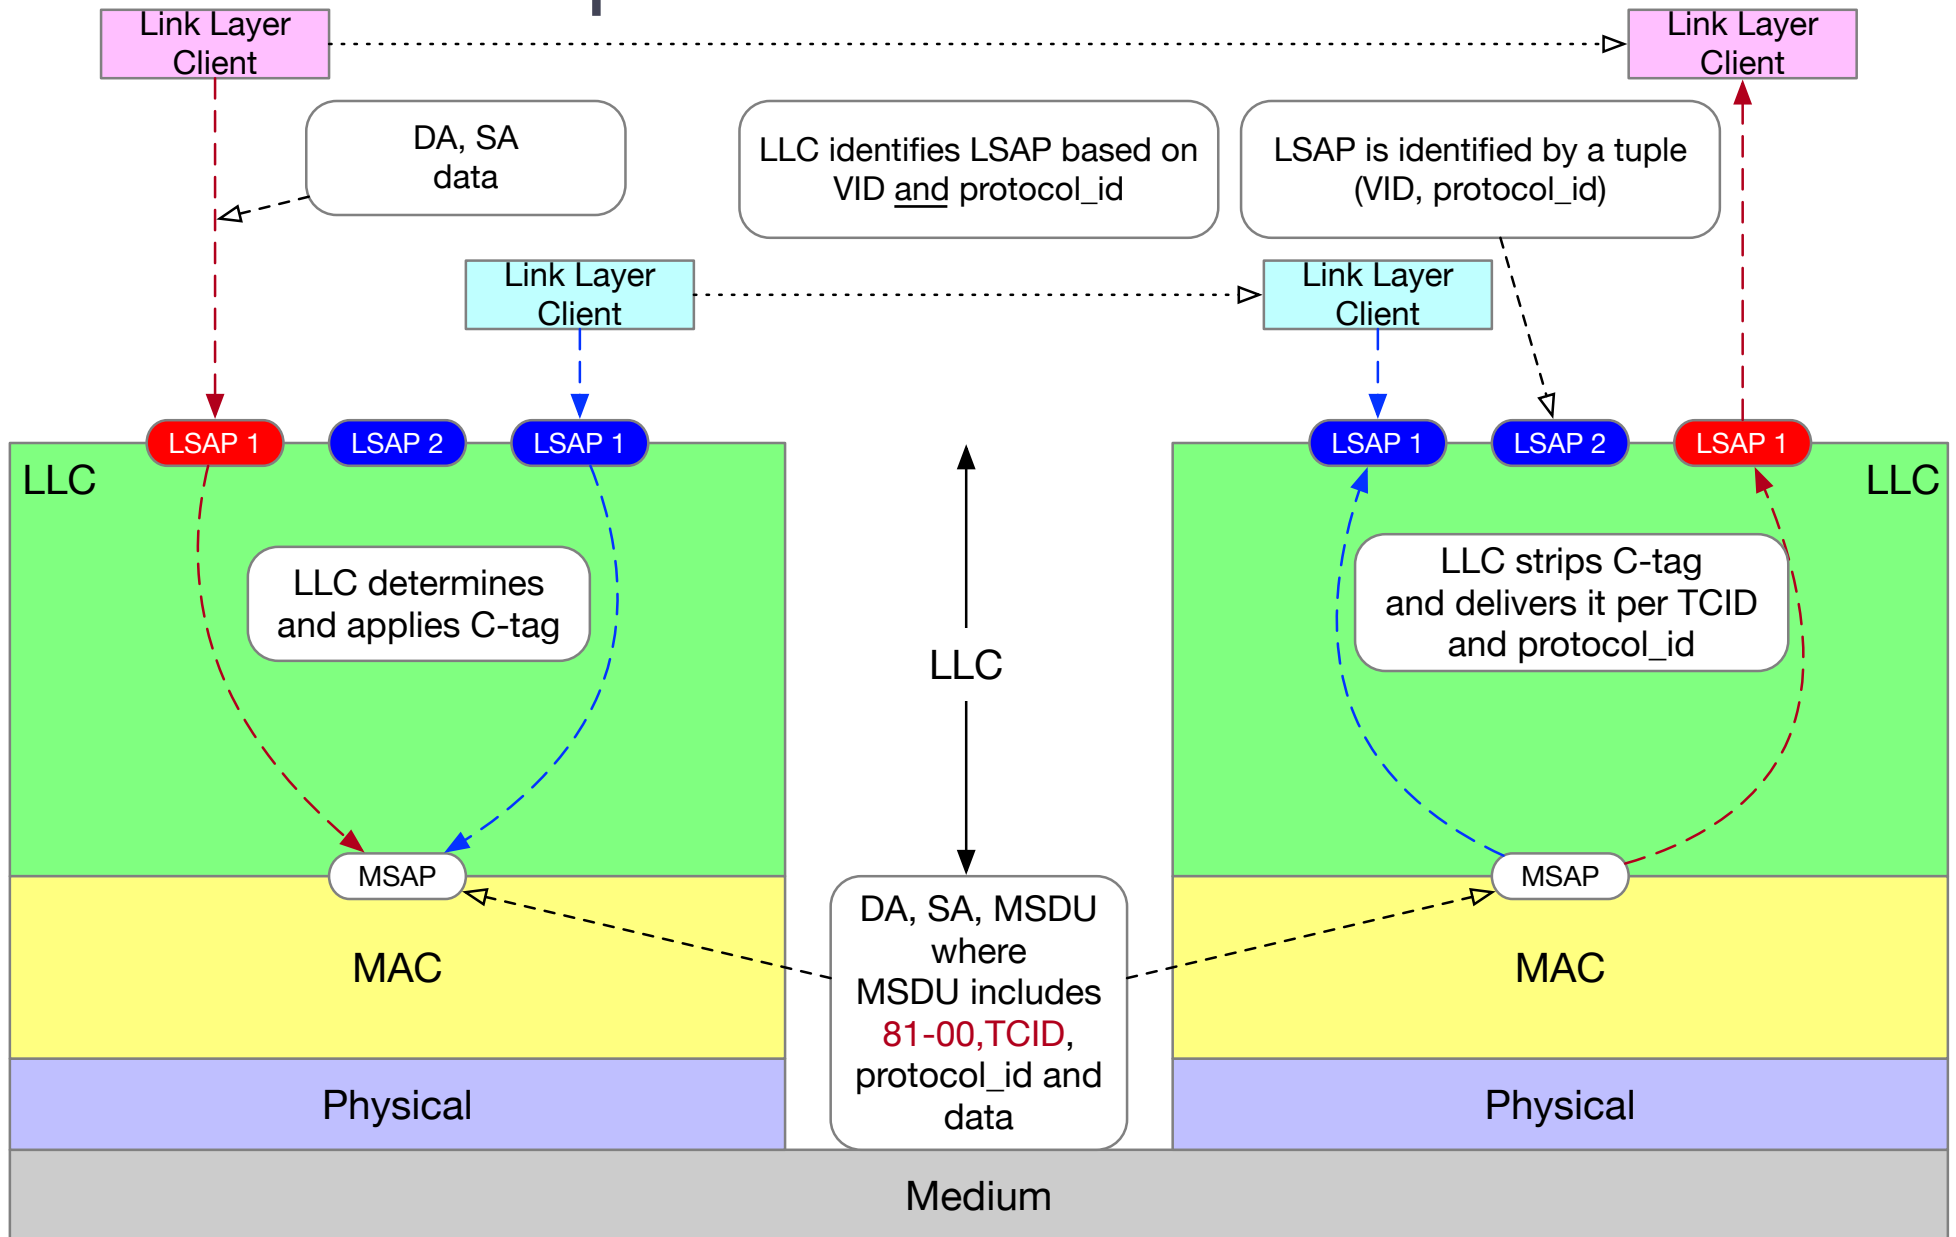 Link Layer
Client
Link Layer
Client
DA, SA
data
LLC identifies LSAP based on
VID and protocol_id
LSAP is identified by a tuple
(VID, protocol_id)
Link Layer
Client
Link Layer
Client
LSAP 1
LSAP 2
LSAP 1
LSAP 1
LSAP 2
LSAP 1
LLC
LLC
LLC determines
and applies C-tag
LLC strips C-tag
and delivers it per TCID
and protocol_id
LLC
MSAP
MSAP
DA, SA, MSDU
where
MSDU includes
81-00,TCID,
protocol_id and
data
MAC
MAC
Physical
Physical
Medium